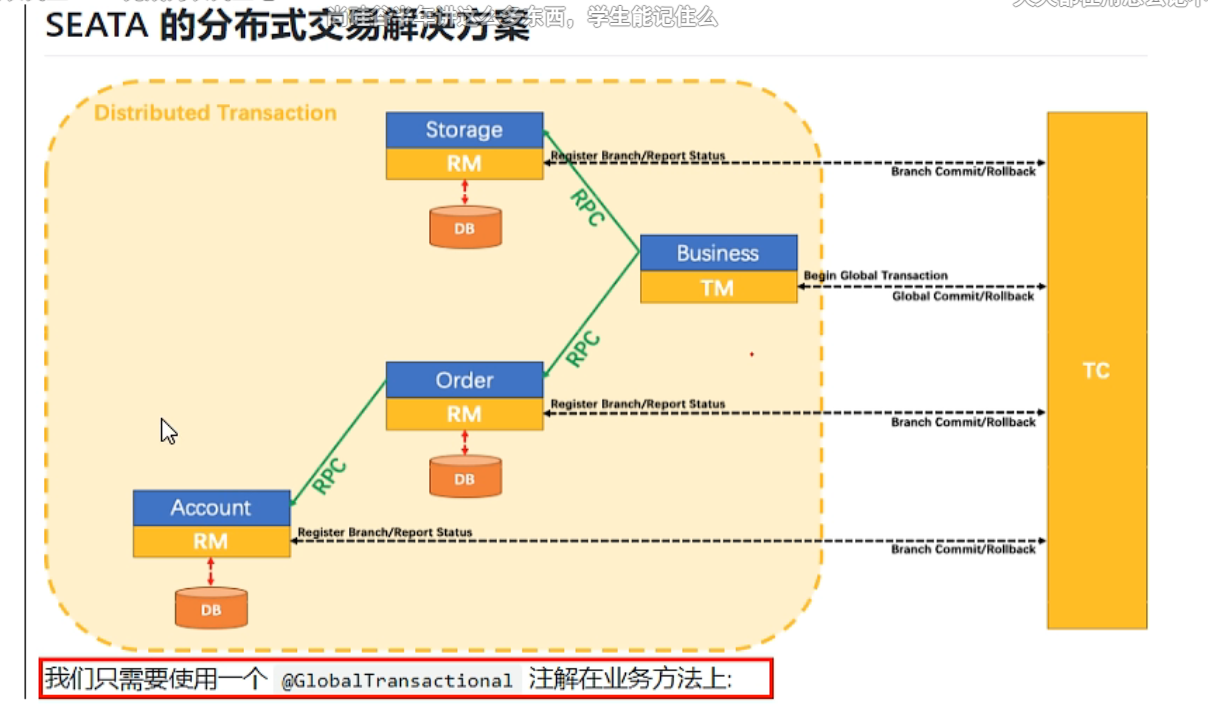 尚硅谷半年讲这么多东西，学生能记住么
SEATA 的分布式交易解决方案
Distributed Transaction
Storage
RM
Register Branch/Report Status
Branch Commit/Rollback
DB
RPC
Business
TM
Begin Global Transaction
Global Commit/Rollback
RPC
TC
Order
RM
Register Branch/Report Status
Branch Commit/Rollback
DB
RPC
Account
RM
Register Branch/Report Status
Branch Commit/Rollback
DB
我们只需要使用一个 @GlobalTransactional 注解在业务方法上: